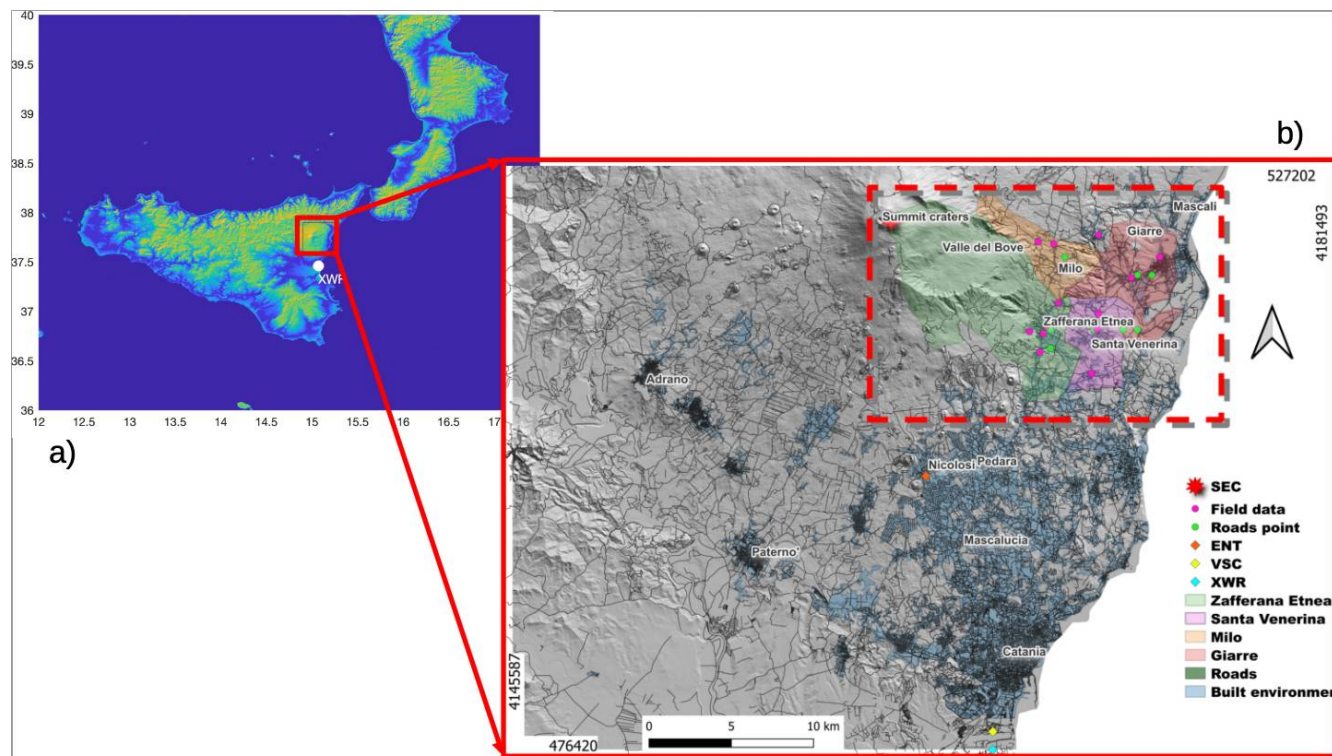 40
39.5
39
38.5
38
37.5
37
36.5
36
12
12.5
13
13.5
14
14.5
15
15.5
16
16.5
17
XWR
a)
b)
527202
4181493
4145587
476420
Summit craters
Valle del Bove
Milo
Mascali
Giarre
Zafferana Etnea
Santa Venerina
Adrano
Nicolosi
Pedara
Paterno'
Mascalucia
Catania
SEC
Field data
Roads point
ENT
VSC
XWR
Zafferana Etnea
Santa Venerina
Milo
Giarre
Roads
Built environme
0 5 10 km